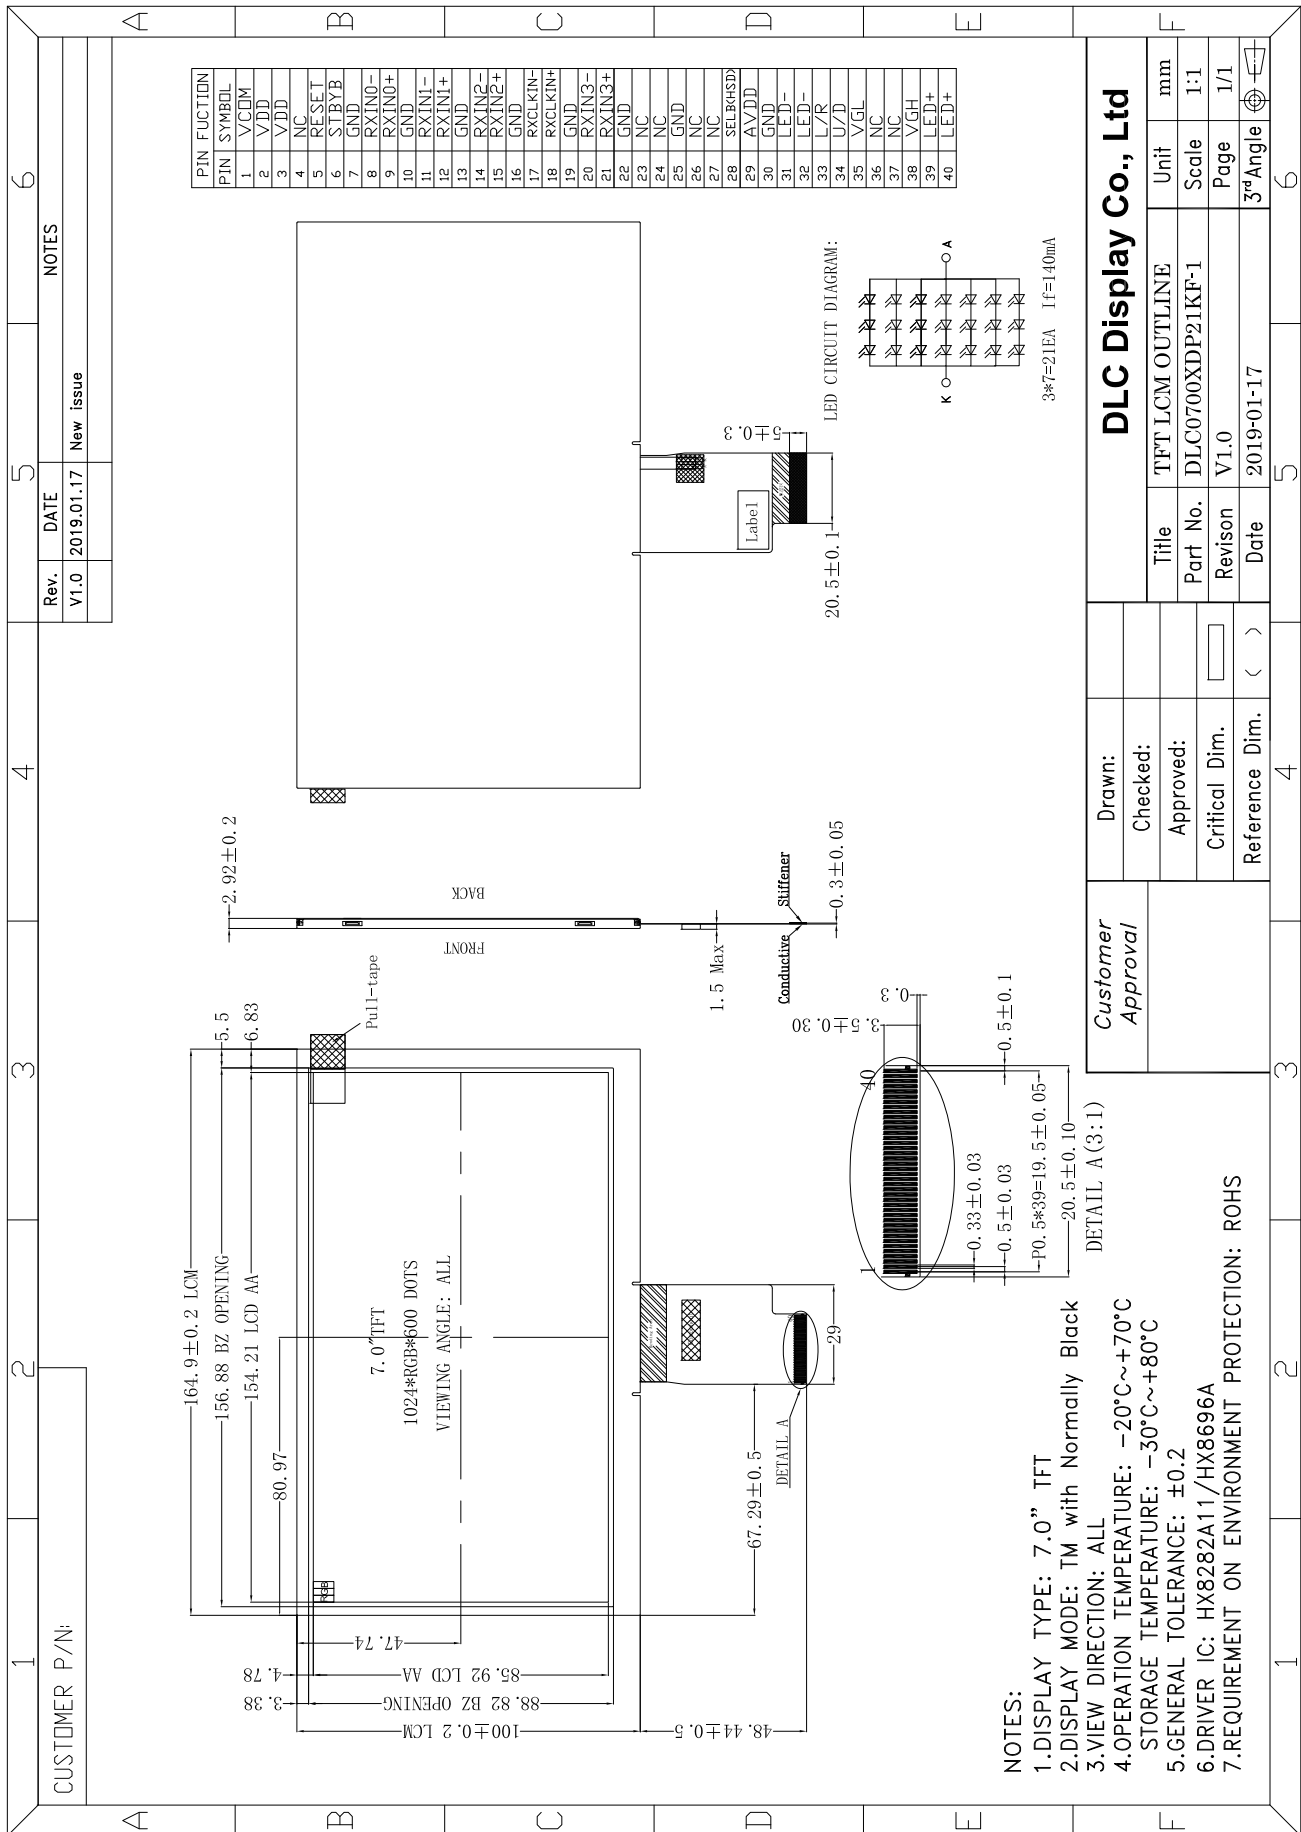 1 2 3 4 5 6
A
B
C
D
E
F
CUSTOMER P/N:
Rev. DATE NOTES
V1.0 2019.01.17 New issue
164.9±0.2 LCM
5.5
156.88 BZ OPENING
6.83
154.21 LCD AA
80.97
Pull-tape
RGB
7.0"TFT
1024*RGB*600 DOTS
VIEWING ANGLE: ALL
47.74
85.92 LCD AA
4.78
88.82 BZ OPENING
3.38
100±0.2 LCM
48.44±0.5
67.29±0.5
29
DETAIL A
2.92±0.2
FRONT
BACK
1.5 Max
Conductive
Stiffener
0.3±0.05
Label
5±0.3
20.5±0.1
PIN FUCTION
PIN SYMBOL
1 VCOM
2 VDD
3 VDD
4 NC
5 RESET
6 STBYB
7 GND
8 RXIN0-
9 RXIN0+
10 GND
11 RXIN1-
12 RXIN1+
13 GND
14 RXIN2-
15 RXIN2+
16 GND
17 RXCLKIN-
18 RXCLKIN+
19 GND
20 RXIN3-
21 RXIN3+
22 GND
23 NC
24 NC
25 GND
26 NC
27 NC
28 SELB(HSD)
29 AVDD
30 GND
31 LED-
32 LED-
33 L/R
34 U/D
35 VGL
36 NC
37 NC
38 VGH
39 LED+
40 LED+
LED CIRCUIT DIAGRAM:
K A
3*7=21EA If=140mA
1 40
3.5±0.30
0.3
0.33±0.03
0.5±0.03
0.5±0.1
P0.5*39=19.5±0.05
20.5±0.10
DETAIL A(3:1)
NOTES:
1.DISPLAY TYPE: 7.0" TFT
2.DISPLAY MODE: TM with Normally Black
3.VIEW DIRECTION: ALL
4.OPERATION TEMPERATURE: -20°C~+70°C
STORAGE TEMPERATURE: -30°C~+80°C
5.GENERAL TOLERANCE: ±0.2
6.DRIVER IC: HX8282A11/HX8696A
7.REQUIREMENT ON ENVIRONMENT PROTECTION: ROHS
Customer
Approval
Drawn:
Checked:
Approved:
Critical Dim.
Reference Dim. ( )
DLC Display Co., Ltd
Title TFT LCM OUTLINE Unit mm
Part No. DLC0700XDP21KF-1 Scale 1:1
Revison V1.0 Page 1/1
Date 2019-01-17 3rd Angle
A
B
C
D
E
F
1 2 3 4 5 6